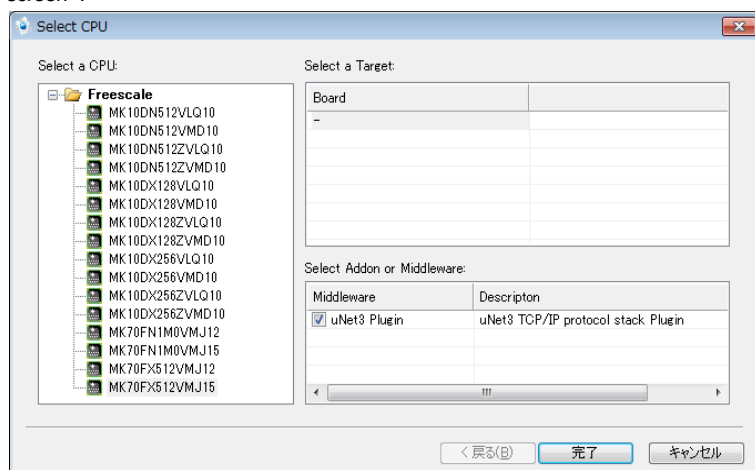 Select CPU
Select a CPU:
Freescale
MK10DN512VLQ10
MK10DN512VMD10
MK10DN512ZVLQ10
MK10DN512ZVMD10
MK10DX128VLQ10
MK10DX128VMD10
MK10DX128ZVLQ10
MK10DX128ZVMD10
MK10DX256VLQ10
MK10DX256VMD10
MK10DX256ZVLQ10
MK10DX256ZVMD10
MK70FN1M0VMJ12
MK70FN1M0VMJ15
MK70FX512VMJ12
MK70FX512VMJ15
Select a Target:
Board
-
Select Addon or Middleware:
Middleware Descripton
uNet3 Plugin uNet3 TCP/IP protocol stack Plugin
< 戻る(B) 完了 キャンセル